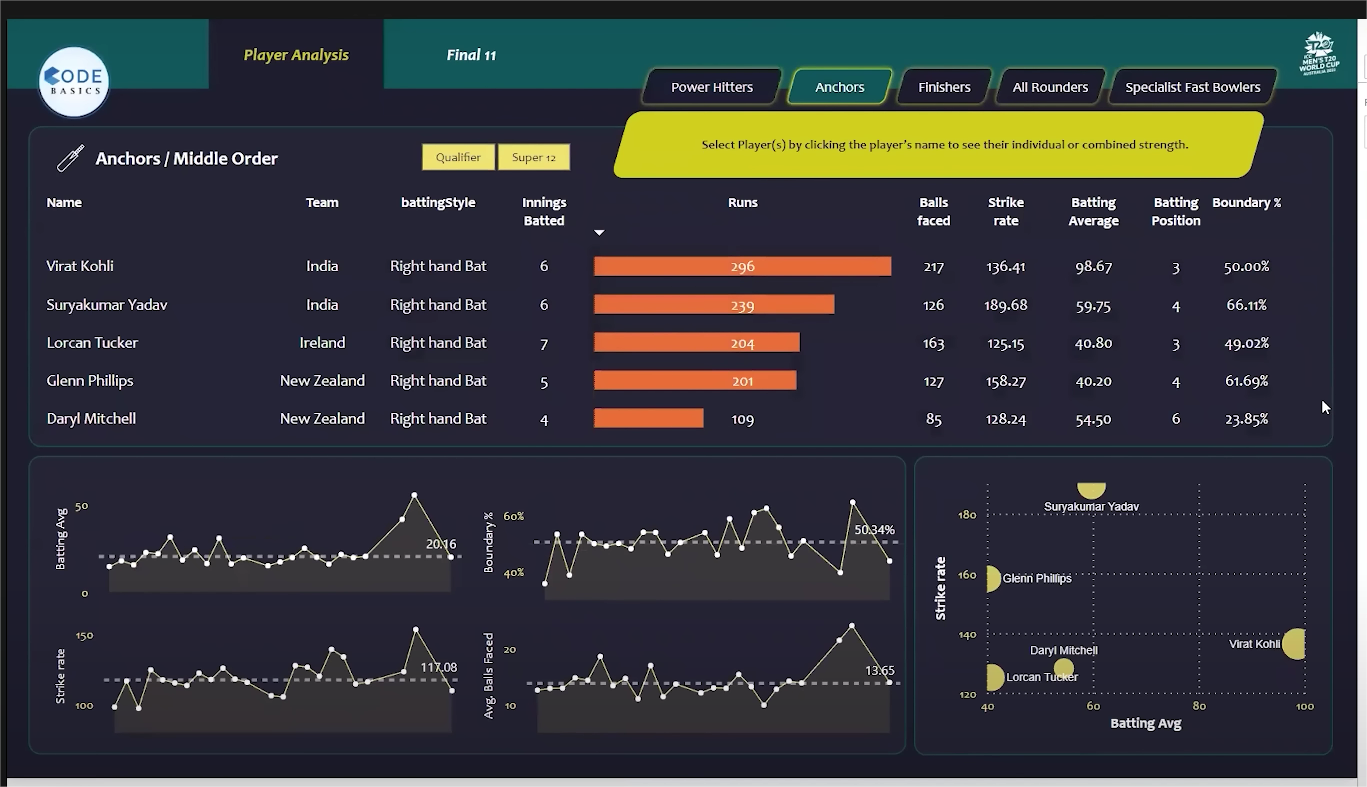 Player Analysis
Final 11
CODE
BASICS
T20
ICC
MEN'S T20
WORLD CUP
Power Hitters
Anchors
Finishers
All Rounders
Specialist Fast Bowlers
Select Player(s) by clicking the player's name to see their individual or combined strength.
Anchors / Middle Order
Qualifier
Super 12
Name Team battingStyle Innings Batted Runs Balls faced Strike rate Batting Average Batting Position Boundary %
Virat Kohli India Right hand Bat 6 296 217 136.41 98.67 3 50.00%
Suryakumar Yadav India Right hand Bat 6 239 126 189.68 59.75 4 66.11%
Lorcan Tucker Ireland Right hand Bat 7 204 163 125.15 40.80 3 49.02%
Glenn Phillips New Zealand Right hand Bat 5 201 127 158.27 40.20 4 61.69%
Daryl Mitchell New Zealand Right hand Bat 4 109 85 128.24 54.50 6 23.85%
Batting Avg
50
0
20.16
Boundary %
60%
40%
50.34%
Strike rate
150
100
117.08
Avg. Balls Faced
20
10
13.65
Strike rate
180
160
140
120
Suryakumar Yadav
Glenn Phillips
Virat Kohli
Daryl Mitchell
Lorcan Tucker
40 60 80 100
Batting Avg